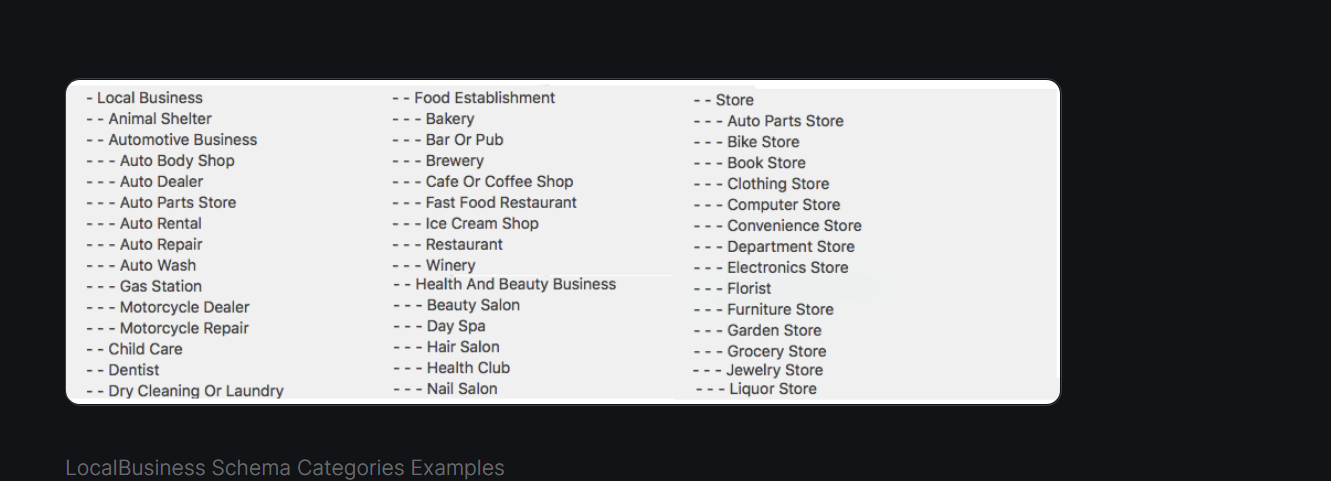 - Local Business
- - Animal Shelter
- - Automotive Business
- - - Auto Body Shop
- - - Auto Dealer
- - - Auto Parts Store
- - - Auto Rental
- - - Auto Repair
- - - Auto Wash
- - - Gas Station
- - - Motorcycle Dealer
- - - Motorcycle Repair
- - Child Care
- - Dentist
- - Dry Cleaning Or Laundry
- - Food Establishment
- - - Bakery
- - - Bar Or Pub
- - - Brewery
- - - Cafe Or Coffee Shop
- - - Fast Food Restaurant
- - - Ice Cream Shop
- - - Restaurant
- - - Winery
- - Health And Beauty Business
- - - Beauty Salon
- - - Day Spa
- - - Hair Salon
- - - Health Club
- - - Nail Salon
- - Store
- - - Auto Parts Store
- - - Bike Store
- - - Book Store
- - - Clothing Store
- - - Computer Store
- - - Convenience Store
- - - Department Store
- - - Electronics Store
- - - Florist
- - - Furniture Store
- - - Garden Store
- - - Grocery Store
- - - Jewelry Store
- - - Liquor Store
LocalBusiness Schema Categories Examples